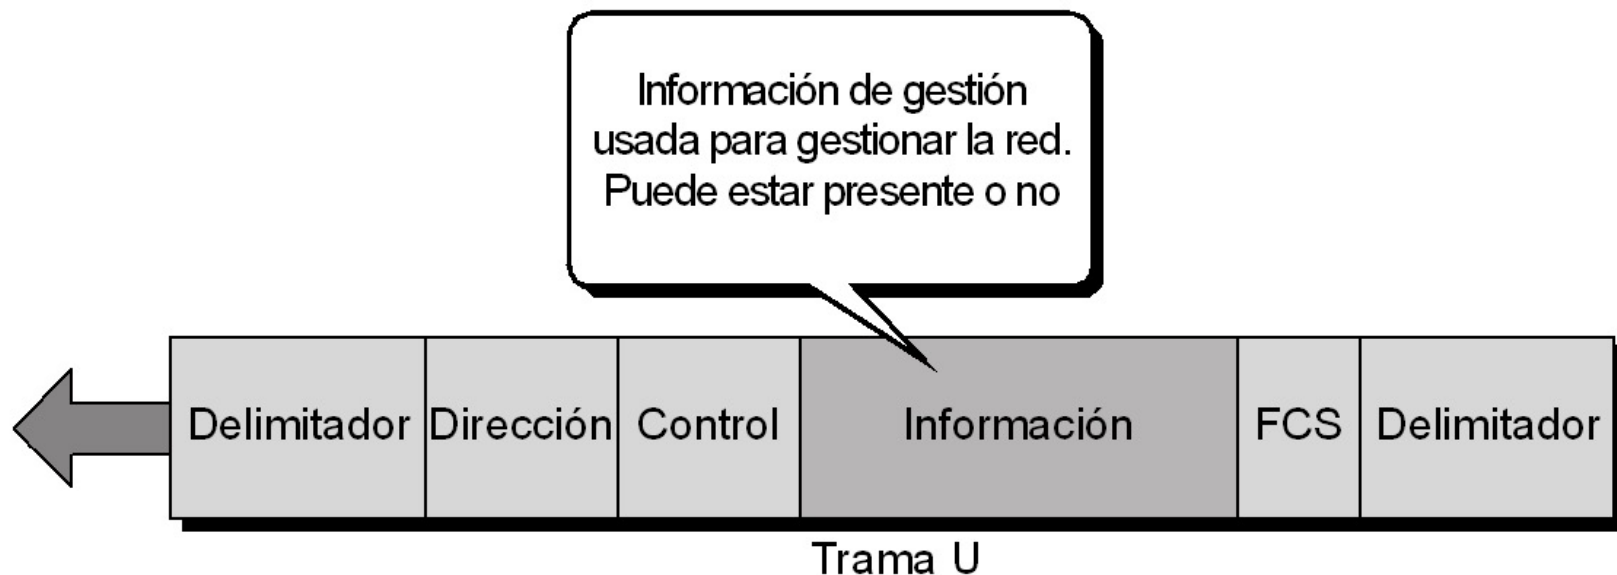 Información de gestión
usada para gestionar la red.
Puede estar presente o no
Delimitador Dirección Control Información FCS Delimitador
Trama U